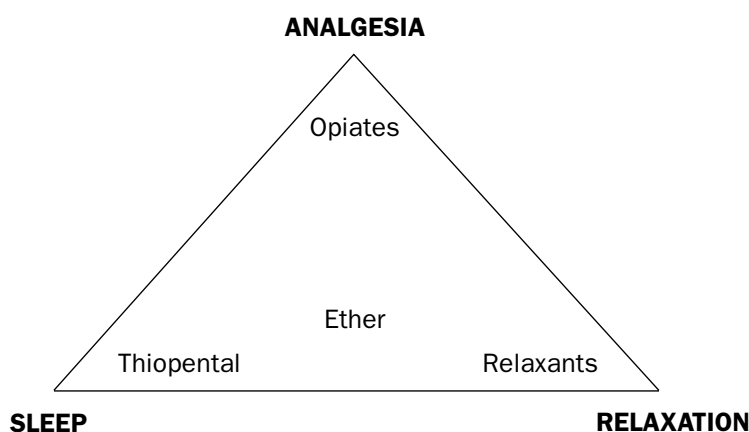 ANALGESIA
Opiates
Ether
Thiopental Relaxants
SLEEP RELAXATION